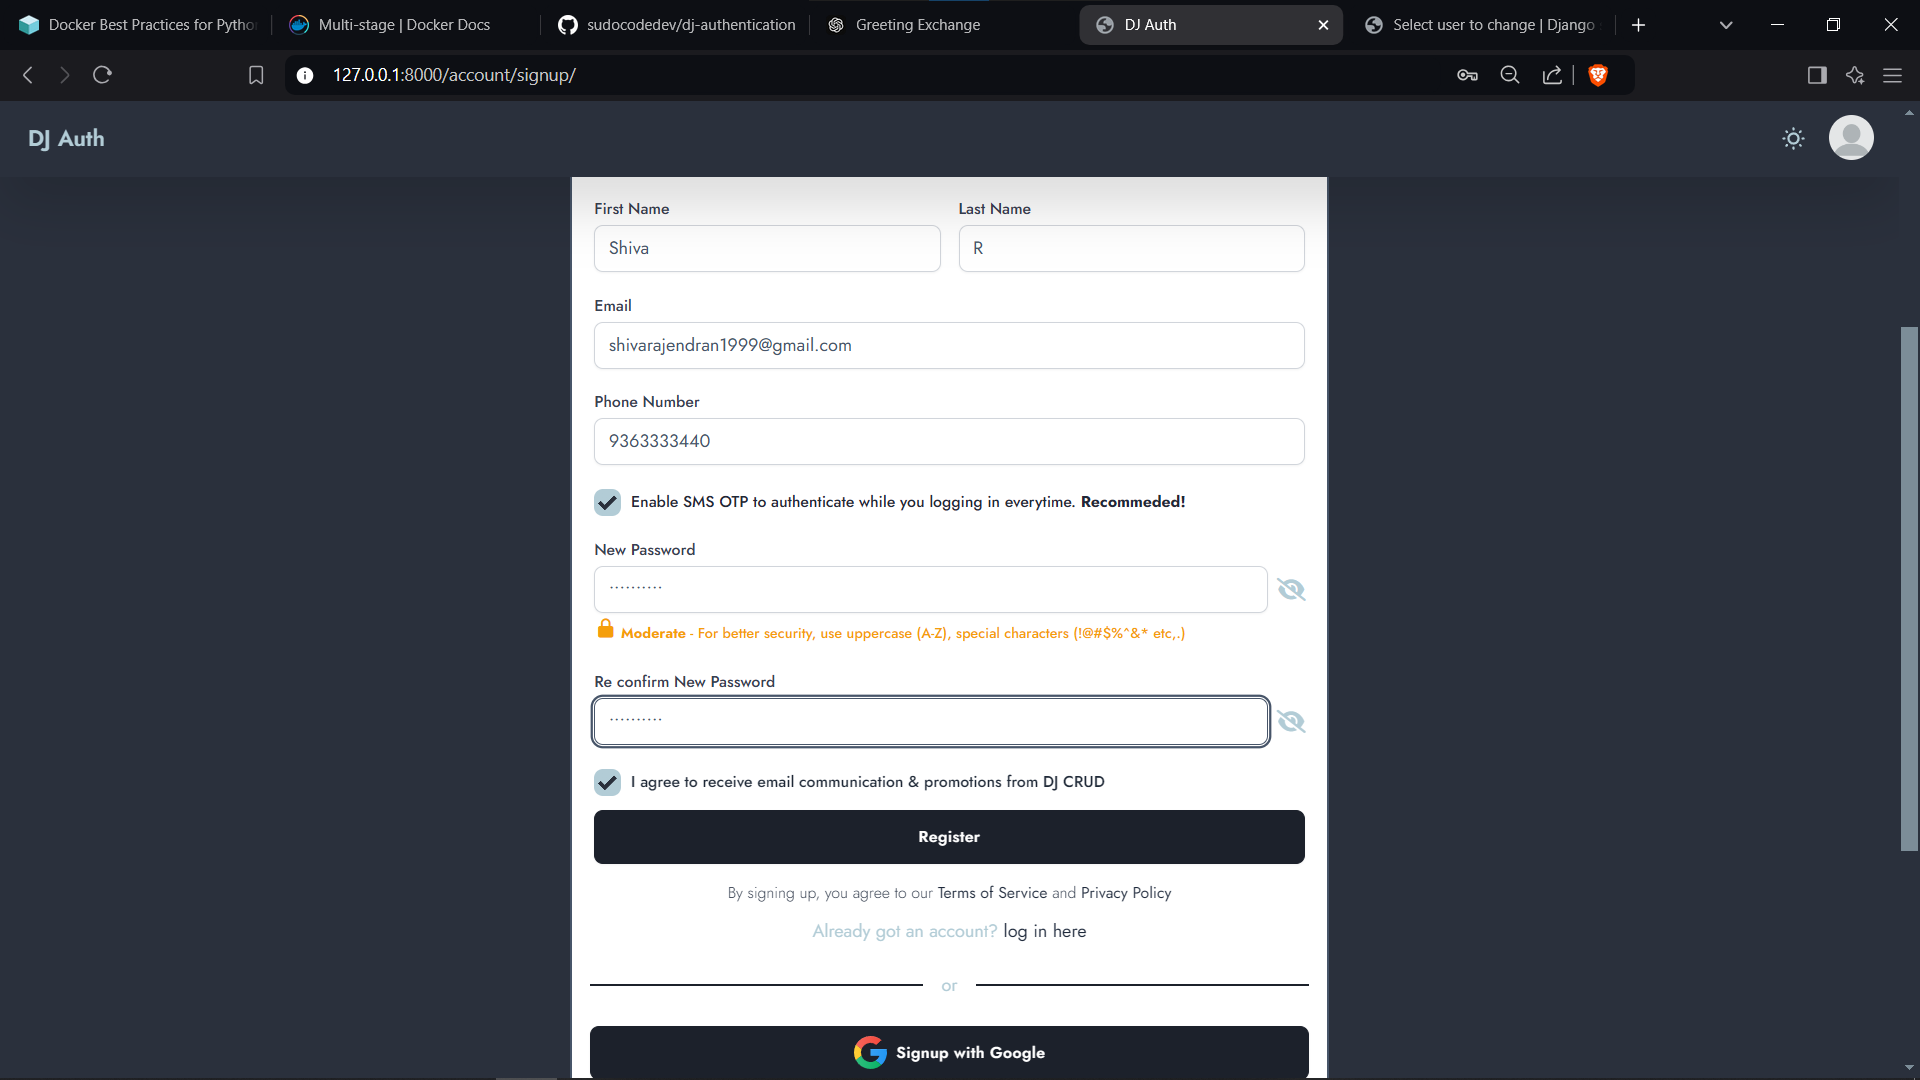 Docker Best Practices for Pytho
Multi-stage | Docker Docs
sudocodedev/dj-authentication
Greeting Exchange
DJ Auth
Select user to change | Django
127.0.0.1:8000/account/signup/
DJ Auth
First Name
Last Name
Shiva
R
Email
shivarajendran1999@gmail.com
Phone Number
9363333440
Enable SMS OTP to authenticate while you logging in everytime. Recommeded!
New Password
Moderate - For better security, use uppercase (A-Z), special characters (!@#$%^&* etc,.)
Re confirm New Password
I agree to receive email communication & promotions from DJ CRUD
Register
By signing up, you agree to our Terms of Service and Privacy Policy
Already got an account? log in here
or
Signup with Google